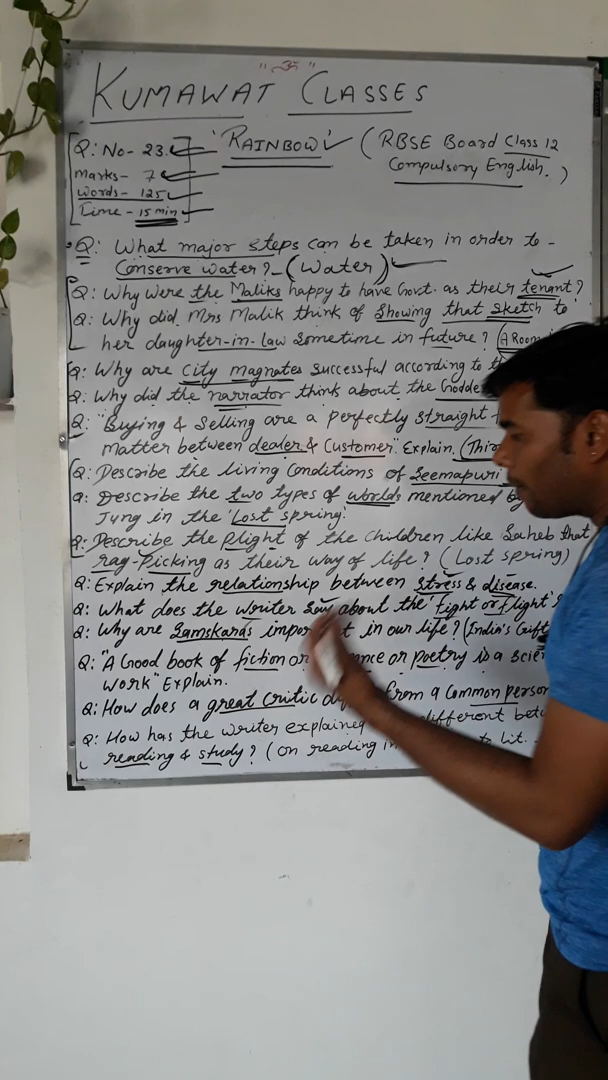 "ॐ"
KUMAWAT CLASSES
Q: No- 23. 'RAINBOW' (RBSE Board Class 12
Marks- 7 Compulsory English.)
Words- 125
Time - 15 min
Q: What major steps can be taken in order to -
Conserve water? - (Water)
Q: Why were the Maliks happy to have Govt. as their tenant?
Q: Why did Mrs Malik think of showing that sketch to
her daughter-in-law sometime in future? (A Room
Q: Why are city magnates successful according to
Q: Why did the narrator think about the
Q: "Buying & Selling are a perfectly straight
matter between dealer & Customer" Explain.
Q: Describe the living Conditions of Seemapuri
Q: Describe the two types of worlds mentioned by
Jung in the 'Lost spring'.
Q: Describe the plight of the children like Saheb that
rag-Picking as their way of life? (Lost spring)
Q: Explain the relationship between stress & disease.
Q: What does the writer say about the 'fight or flight'
Q: Why are Samskaras in our life? (India's Gift
Q: "A Good book of fiction or or poetry is a
work" Explain.
Q: How does a great critic from a Common person
Q: How has the writer explained different
reading & study? (On reading in lit.